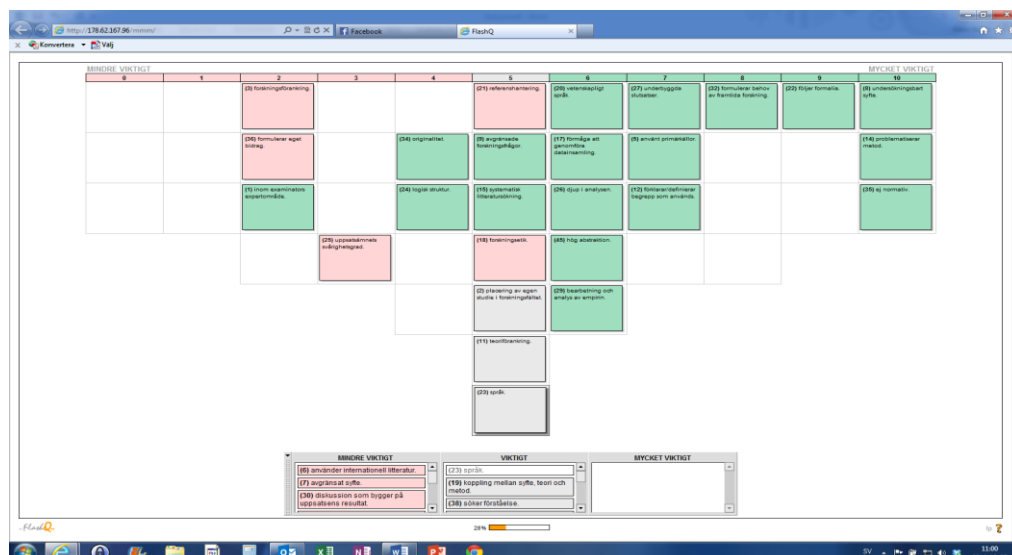 http://178.62.167.96/mmm/
Facebook
FlashQ
Konvertera
Välj
MINDRE VIKTIGT
MYCKET VIKTIGT
0 1 2 3 4 5 6 7 8 9 10
(3) forskningsförankring.
(21) referenshantering.
(20) vetenskapligt
språk.
(27) underbyggda
slutsatser.
(32) formulerar behov
av framtida forskning.
(22) följer formalia.
(8) undersökningsbart
syfte.
(36) formulerar eget
bidrag.
(34) originalitet.
(9) avgränsade
forskningsfrågor.
(17) förmåga att
genomföra
datainsamling.
(5) använt primärkällor.
(14) problematiserar
metod.
(1) inom examinators
expertområde.
(24) logisk struktur.
(15) systematisk
litteratursökning.
(26) djup i analysen.
(12) förklarar/definierar
begrepp som används.
(35) ej normativ.
(25) uppsatsämnets
svårighetsgrad.
(18) forskningsetik.
(45) hög abstraktion.
(2) placering av egen
studie i forskningsfältet.
(29) bearbetning och
analys av empirin.
(11) teoriförankring.
(23) språk.
MINDRE VIKTIGT
VIKTIGT
MYCKET VIKTIGT
(6) använder internationell litteratur.
(7) avgränsat syfte.
(30) diskussion som bygger på
uppsatsens resultat.
(23) språk.
(19) koppling mellan syfte, teori och
metod.
(38) söker förståelse.
FlashQ
28%
SV
11:00